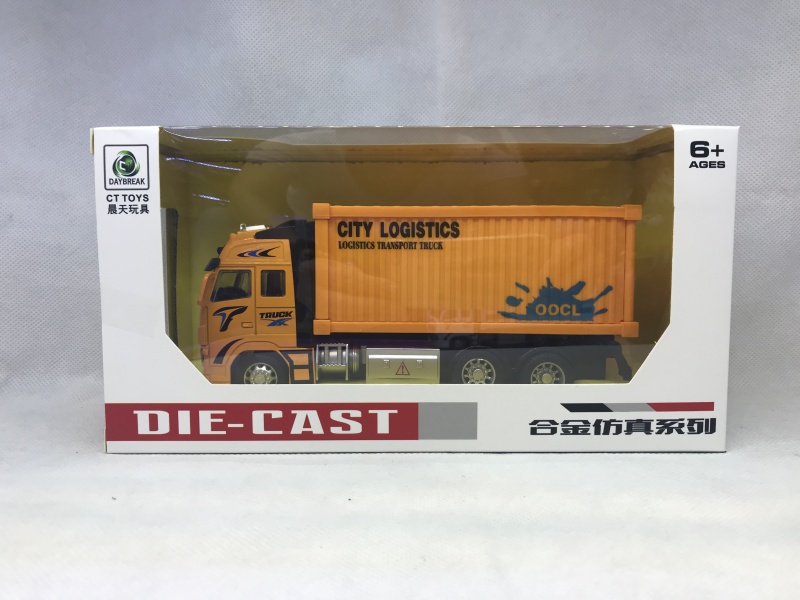 DAYBREAK
CT TOYS
晨天玩具
6+
AGES
CITY LOGISTICS
LOGISTICS TRANSPORT TRUCK
OOCL
TRUCK
DIE-CAST
合金仿真系列